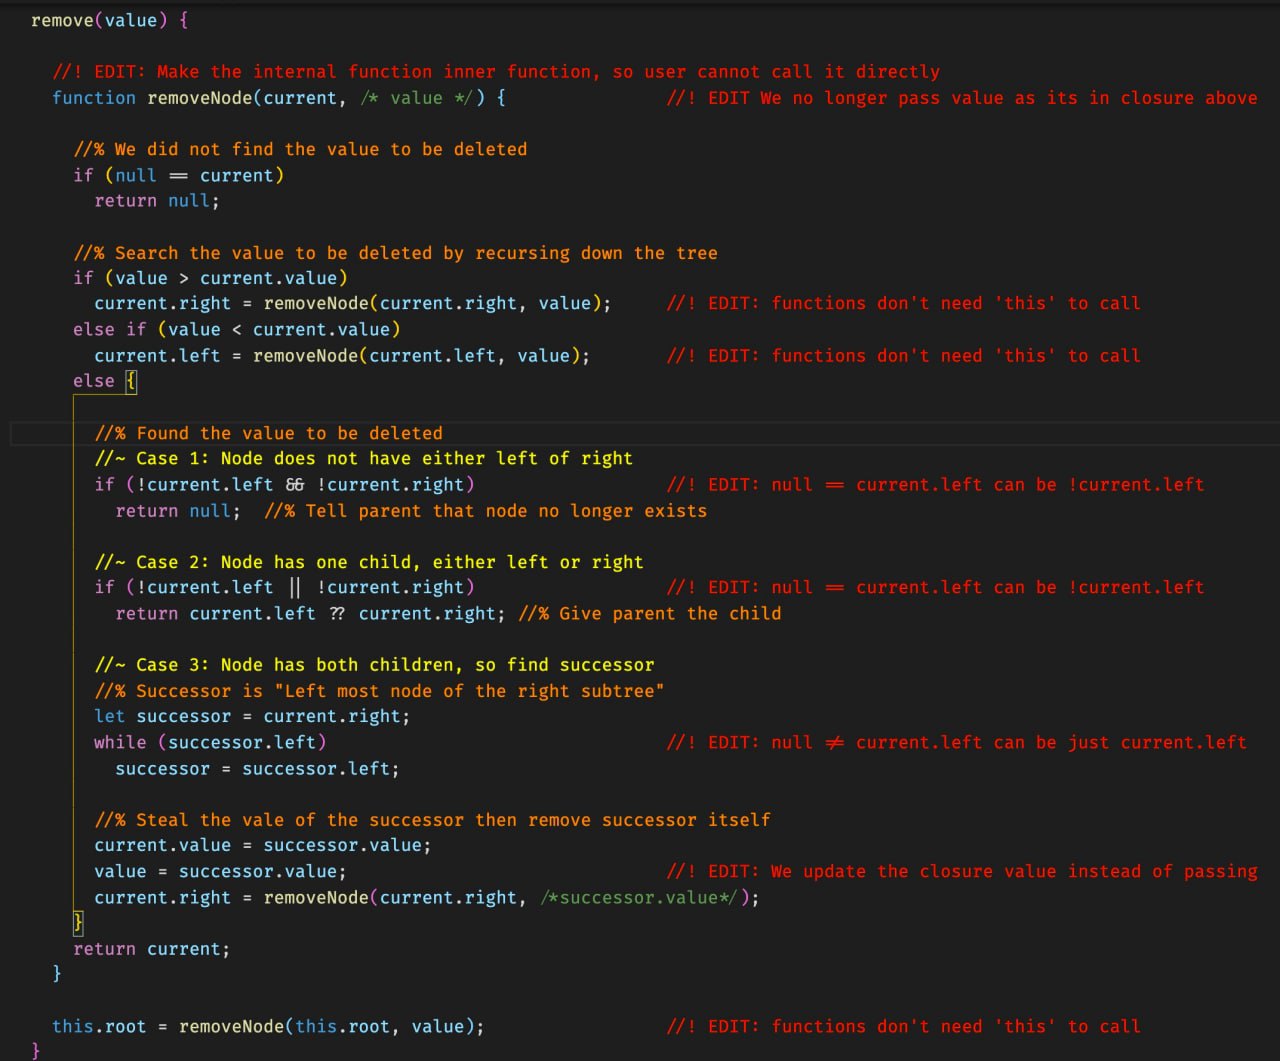 remove(value) {
//! EDIT: Make the internal function inner function, so user cannot call it directly
function removeNode(current, /* value */) { //! EDIT We no longer pass value as its in closure above
//% We did not find the value to be deleted
if (null == current)
return null;
//% Search the value to be deleted by recursing down the tree
if (value > current.value)
current.right = removeNode(current.right, value); //! EDIT: functions don't need 'this' to call
else if (value < current.value)
current.left = removeNode(current.left, value); //! EDIT: functions don't need 'this' to call
else {
//% Found the value to be deleted
//~ Case 1: Node does not have either left of right
if (!current.left && !current.right) //! EDIT: null == current.left can be !current.left
return null; //% Tell parent that node no longer exists
//~ Case 2: Node has one child, either left or right
if (!current.left || !current.right) //! EDIT: null == current.left can be !current.left
return current.left ?? current.right; //% Give parent the child
//~ Case 3: Node has both children, so find successor
//% Successor is "Left most node of the right subtree"
let successor = current.right;
while (successor.left) //! EDIT: null != current.left can be just current.left
successor = successor.left;
//% Steal the vale of the successor then remove successor itself
current.value = successor.value;
value = successor.value; //! EDIT: We update the closure value instead of passing
current.right = removeNode(current.right, /*successor.value*/);
}
return current;
}
this.root = removeNode(this.root, value); //! EDIT: functions don't need 'this' to call
}